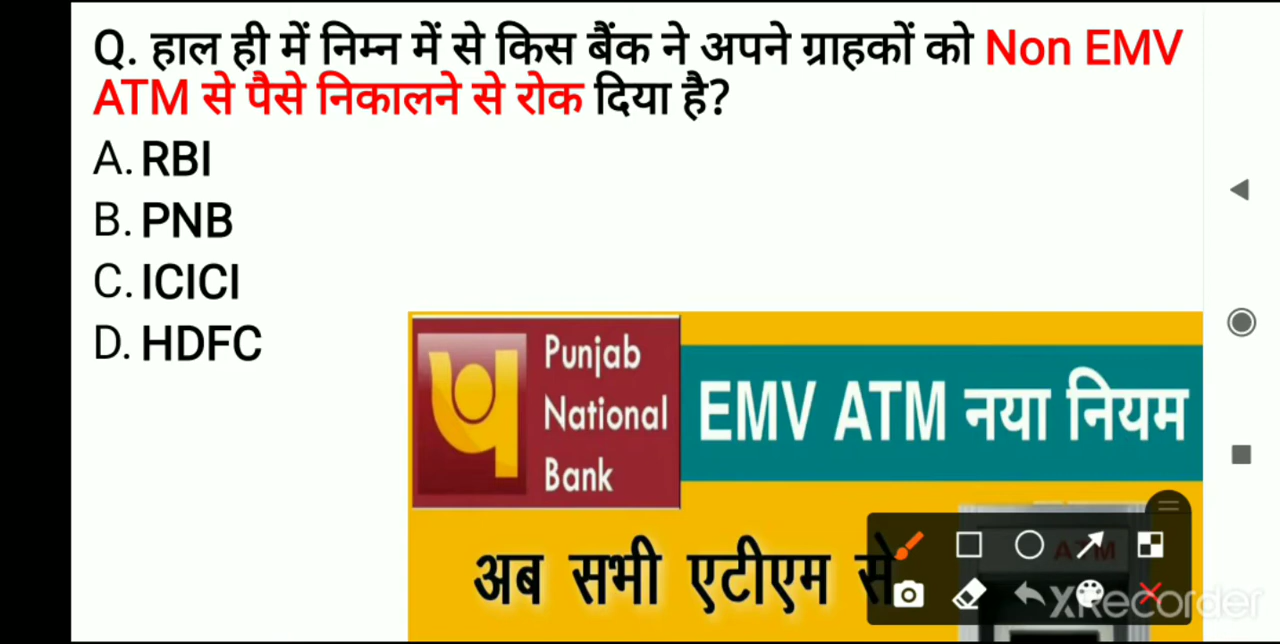 Q. हाल ही में निम्न में से किस बैंक ने अपने ग्राहकों को Non EMV
ATM से पैसे निकालने से रोक दिया है?
A. RBI
B. PNB
C. ICICI
D. HDFC
Punjab
National
Bank
EMV ATM नया नियम
अब सभी एटीएम से
ATM
XRecorder